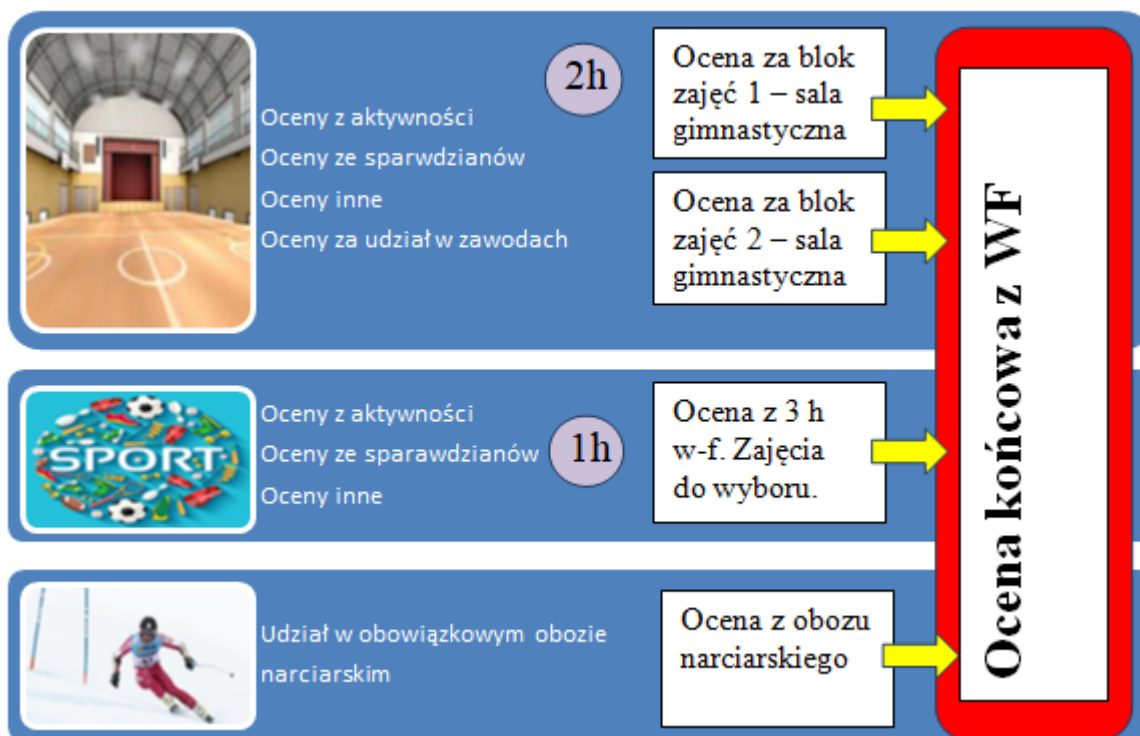 Oceny z aktywności
Oceny ze sparwdzianów
Oceny inne
Oceny za udział w zawodach
2h
Ocena za blok
zajęć 1 – sala
gimnastyczna
Ocena za blok
zajęć 2 – sala
gimnastyczna
SPORT
Oceny z aktywności
Oceny ze sparawdzianów
Oceny inne
1h
Ocena z 3 h
w-f. Zajęcia
do wyboru.
Udział w obowiązkowym obozie
narciarskim
Ocena z obozu
narciarskiego
Ocena końcowa z WF